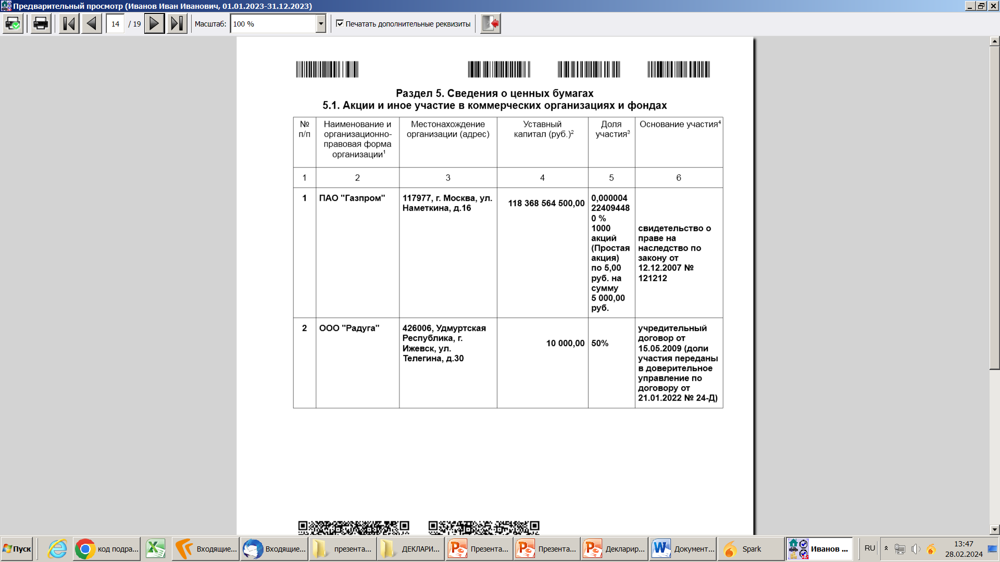 Предварительный просмотр (Иванов Иван Иванович, 01.01.2023-31.12.2023)
14 / 19 Масштаб: 100 % Печатать дополнительные реквизиты
Раздел 5. Сведения о ценных бумагах
5.1. Акции и иное участие в коммерческих организациях и фондах
№
п/п
Наименование и
организационно-
правовая форма
организации1
Местонахождение
организации (адрес)
Уставный
капитал (руб.)2
Доля
участия3
Основание участия4
1 2 3 4 5 6
1
ПАО "Газпром"
117977, г. Москва, ул.
Наметкина, д.16
118 368 564 500,00
0,000004
22409448
0 %
1000
акций
(Простая
акция)
по 5,00
руб. на
сумму
5 000,00
руб.
свидетельство о
праве на
наследство по
закону от
12.12.2007 №
121212
2
ООО "Радуга"
426006, Удмуртская
Республика, г.
Ижевск, ул.
Телегина, д.30
10 000,00
50%
учредительный
договор от
15.05.2009 (доли
участия переданы
в доверительное
управление по
договору от
21.01.2022 № 24-Д)
Пуск
код подра...
Входящие...
Входящие...
презента...
ДЕКЛАРИ...
Презента...
Презента...
Декларир...
Документ...
Spark
Иванов ...
RU
13:47
28.02.2024